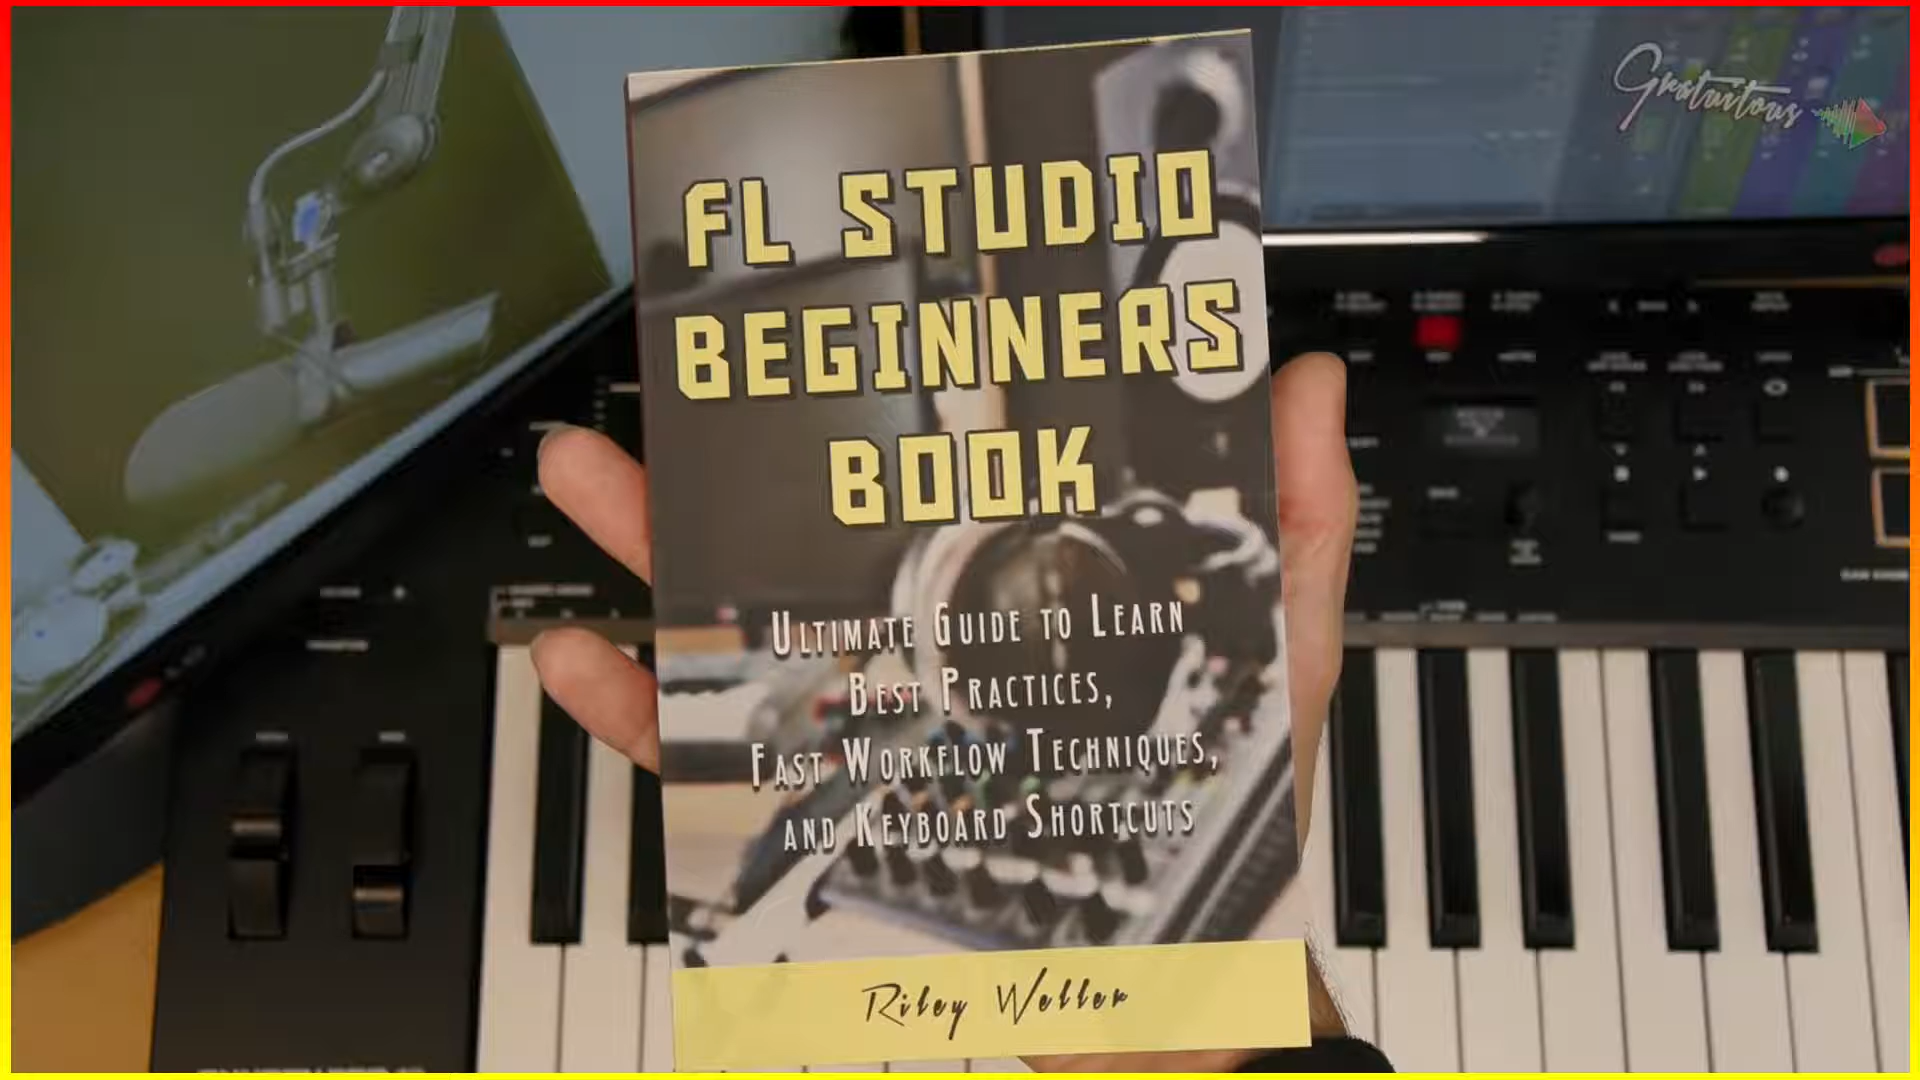 Gratuitous
FL STUDIO
BEGINNERS
BOOK
ULTIMATE GUIDE TO LEARN
BEST PRACTICES,
FAST WORKFLOW TECHNIQUES,
AND KEYBOARD SHORTCUTS
Riley Weller